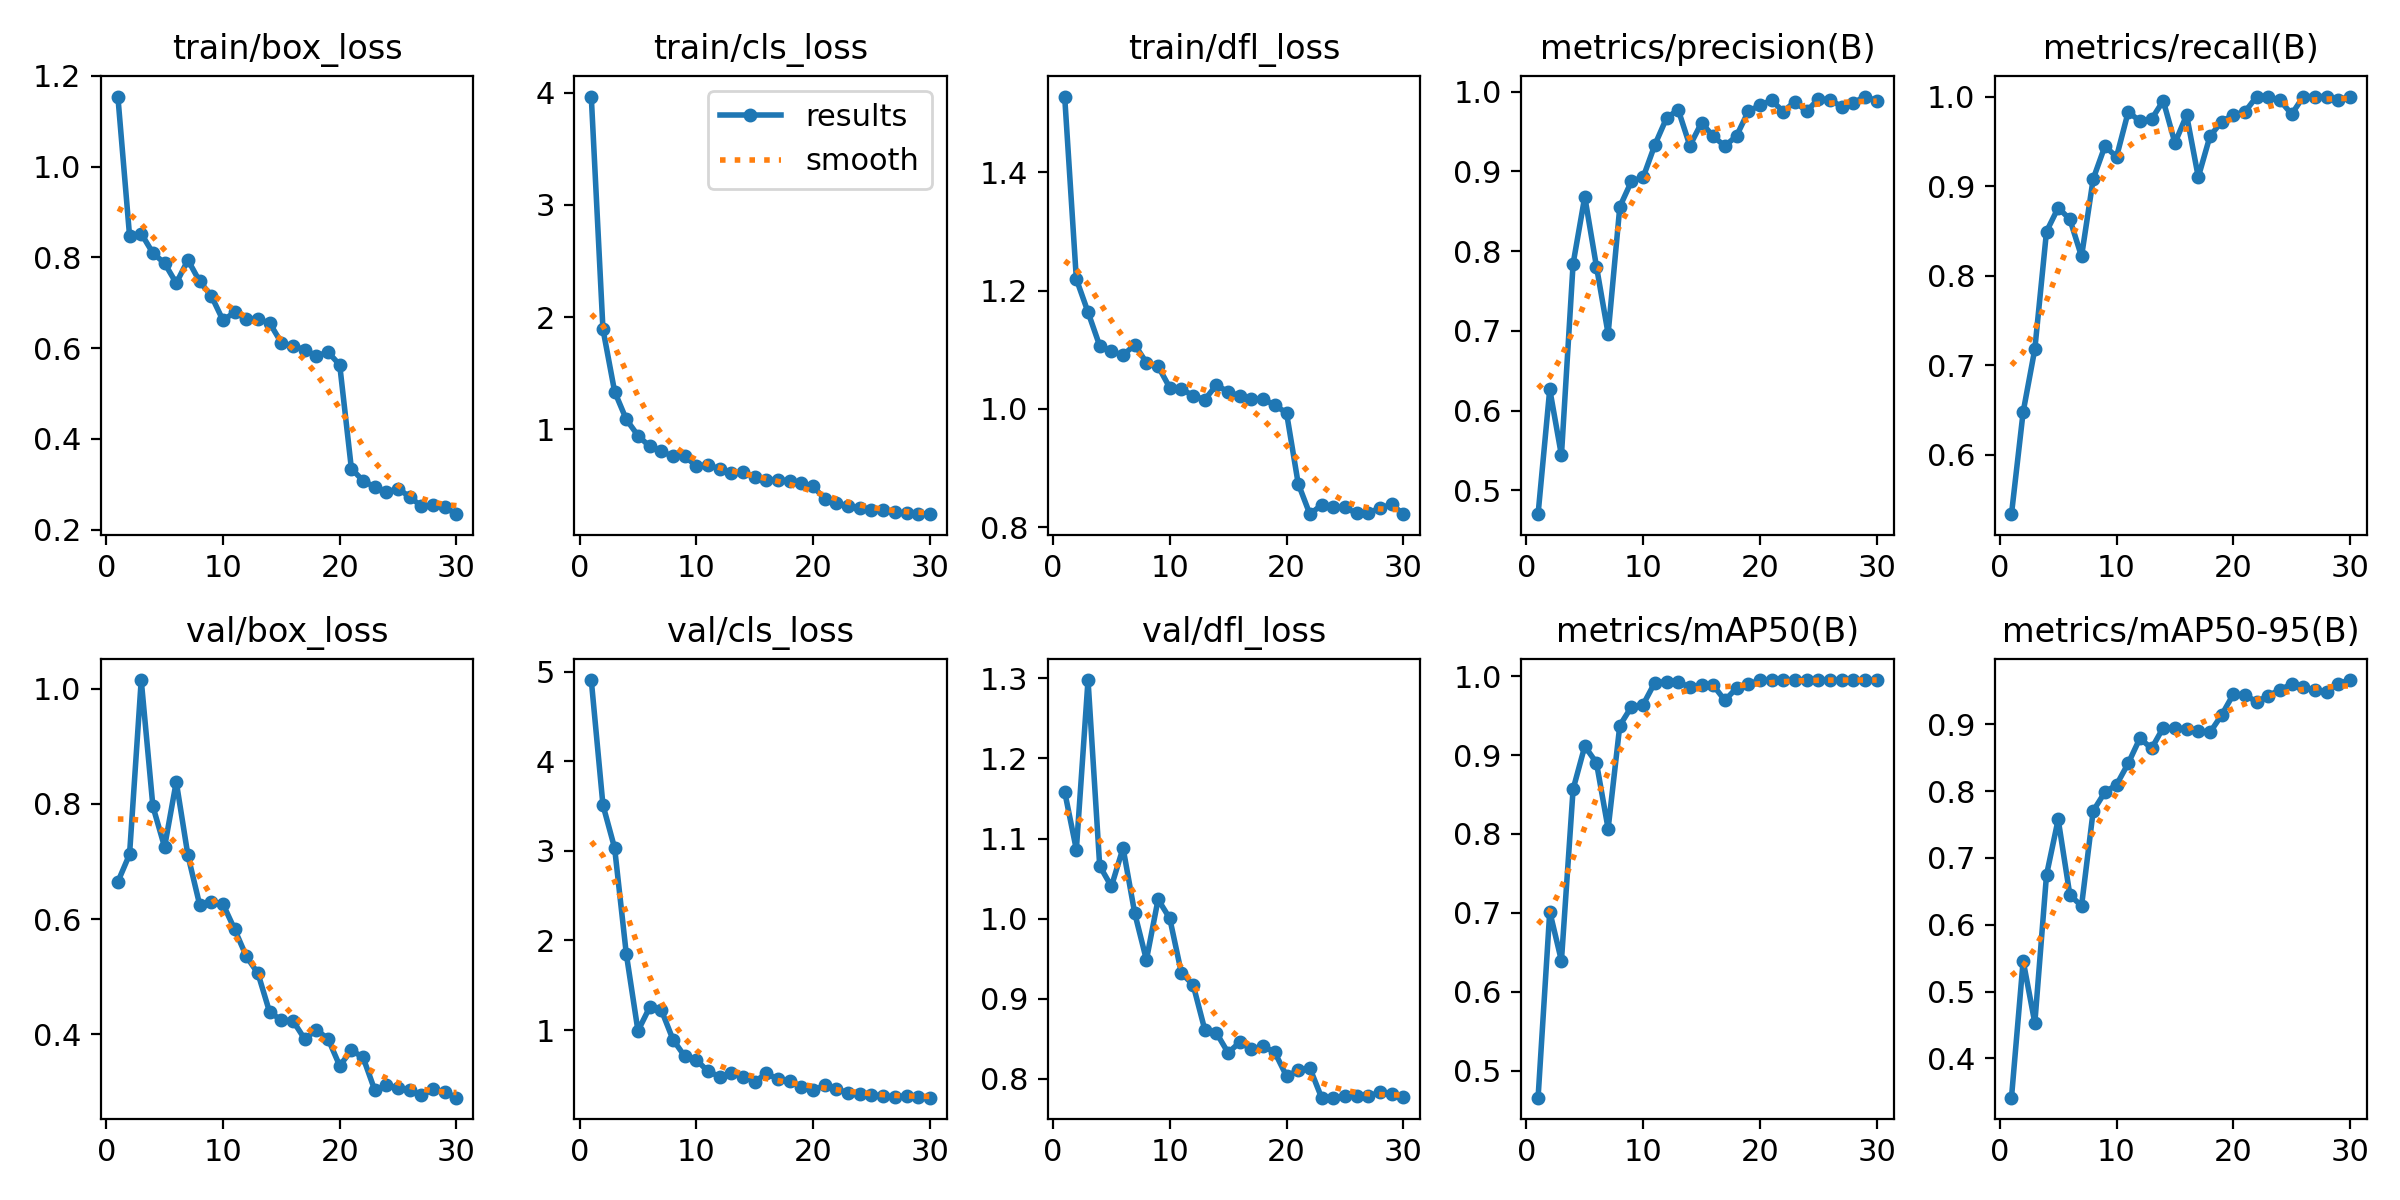 train/box_loss
1.2
1.0
0.8
0.6
0.4
0.2
0 10 20 30
train/cls_loss
results
smooth
4
3
2
1
0 10 20 30
train/dfl_loss
1.4
1.2
1.0
0.8
0 10 20 30
metrics/precision(B)
1.0
0.9
0.8
0.7
0.6
0.5
0 10 20 30
metrics/recall(B)
1.0
0.9
0.8
0.7
0.6
0 10 20 30
val/box_loss
1.0
0.8
0.6
0.4
0 10 20 30
val/cls_loss
5
4
3
2
1
0 10 20 30
val/dfl_loss
1.3
1.2
1.1
1.0
0.9
0.8
0 10 20 30
metrics/mAP50(B)
1.0
0.9
0.8
0.7
0.6
0.5
0 10 20 30
metrics/mAP50-95(B)
0.9
0.8
0.7
0.6
0.5
0.4
0 10 20 30